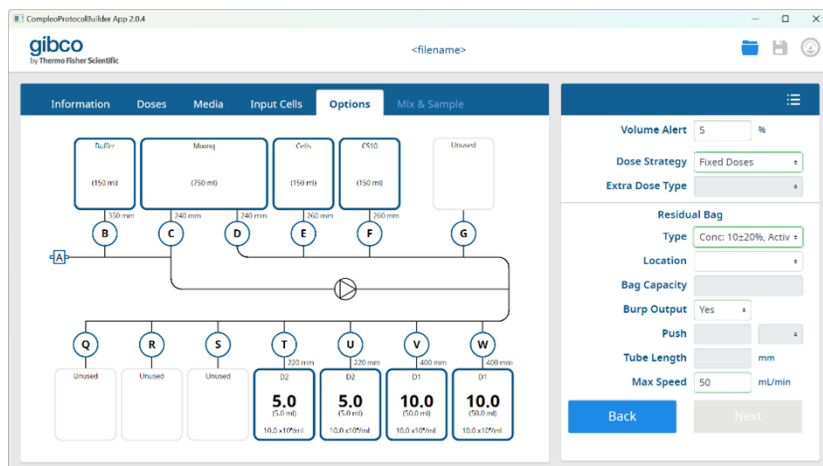 CompleoProtocolBuilder App 2.0.4
gibco
by Thermo Fisher Scientific
<filename>
Information Doses Media Input Cells Options Mix & Sample
Buffer Mixing Cells CS10 Unused
(150 ml) (750 ml) (150 ml) (150 ml)
350 mm 240 mm 240 mm 260 mm 260 mm
B C D E F G
A
Q R S T U V W
220 mm 220 mm 400 mm 400 mm
Unused Unused Unused D2 D2 D1 D1
5.0 5.0 10.0 10.0
(5.0 ml) (5.0 ml) (50.0 ml) (50.0 ml)
10.0 x10⁶/ml 10.0 x10⁶/ml 10.0 x10⁶/ml 10.0 x10⁶/ml
Volume Alert 5 %
Dose Strategy Fixed Doses
Extra Dose Type
Residual Bag
Type Conc: 10±20%, Activ
Location
Bag Capacity
Burp Output Yes
Push
Tube Length mm
Max Speed 50 mL/min
Back Next